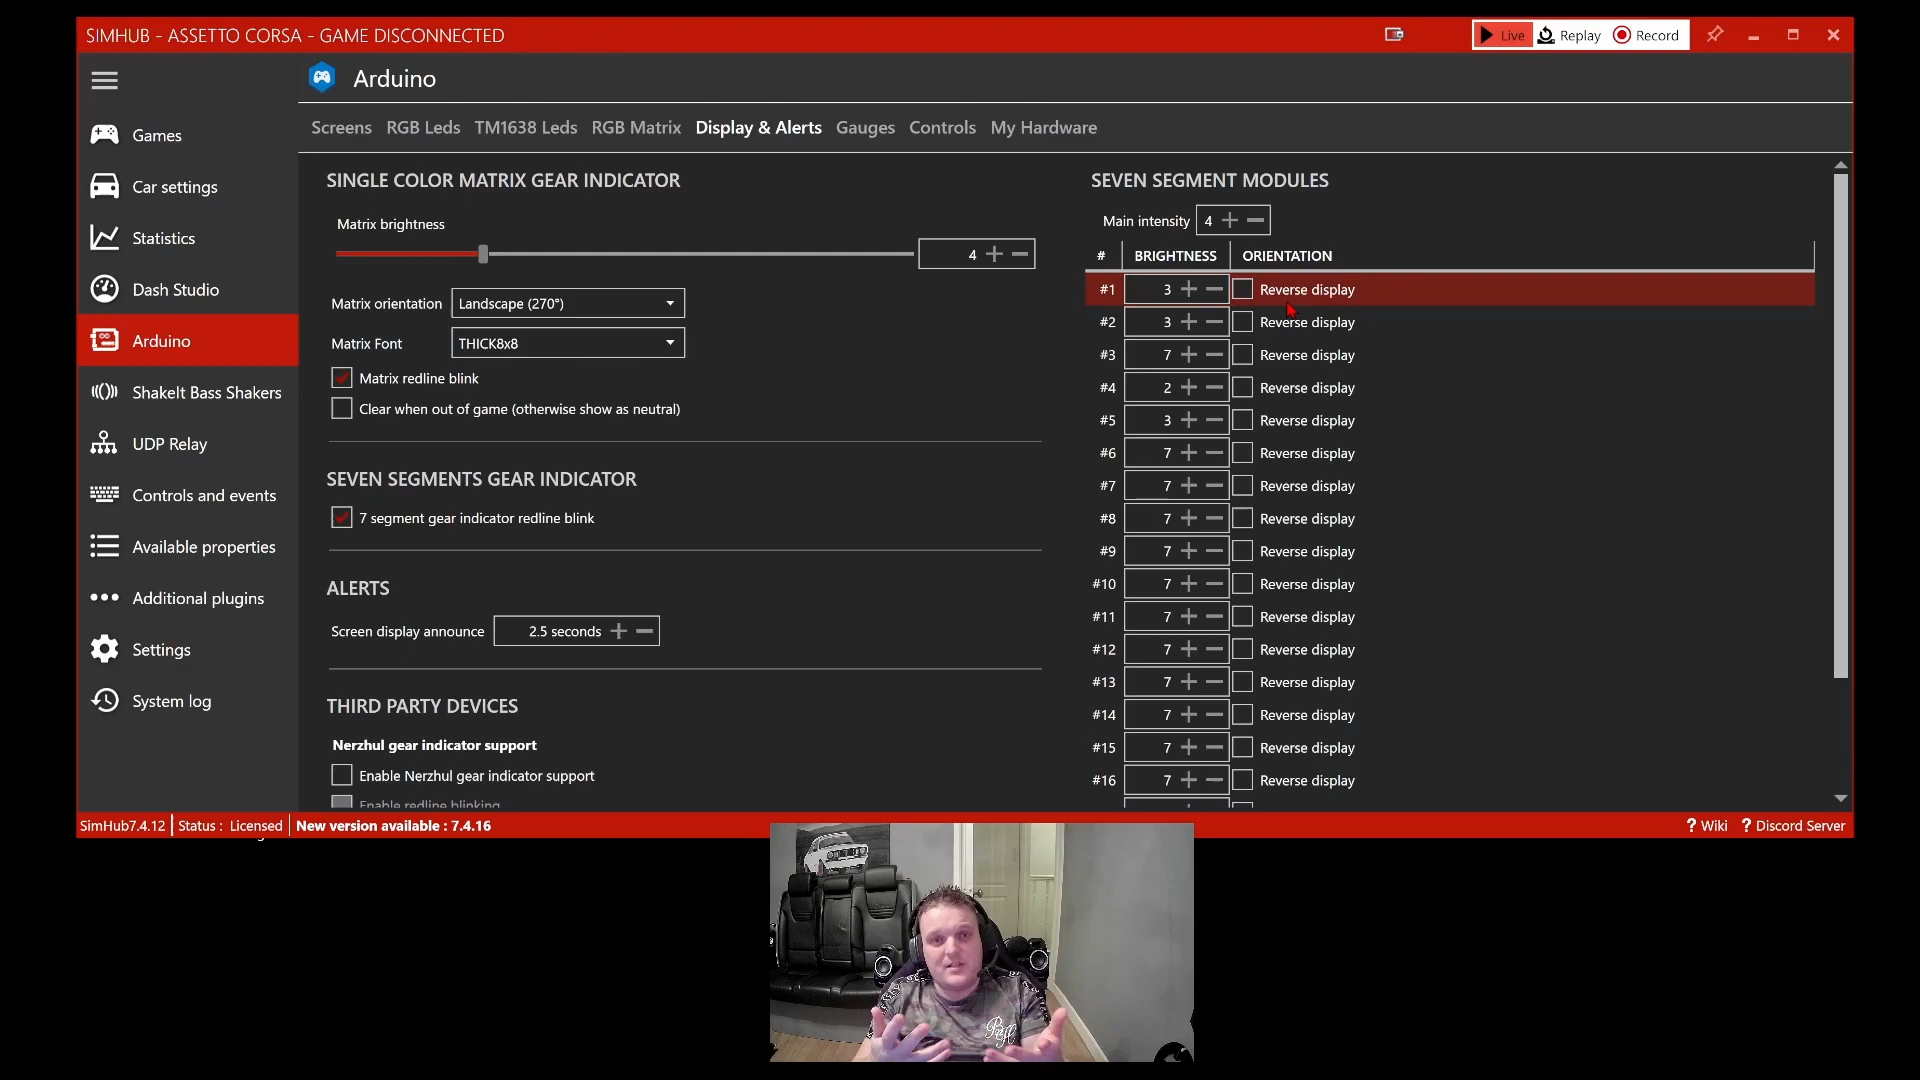 SIMHUB - ASSETTO CORSA - GAME DISCONNECTED
Live Replay Record
Arduino
Screens RGB Leds TM1638 Leds RGB Matrix Display & Alerts Gauges Controls My Hardware
Games
Car settings
Statistics
Dash Studio
Arduino
ShakeIt Bass Shakers
UDP Relay
Controls and events
Available properties
Additional plugins
Settings
System log
SINGLE COLOR MATRIX GEAR INDICATOR
Matrix brightness
4
Matrix orientation Landscape (270°)
Matrix Font THICK8x8
Matrix redline blink
Clear when out of game (otherwise show as neutral)
SEVEN SEGMENTS GEAR INDICATOR
7 segment gear indicator redline blink
ALERTS
Screen display announce 2.5 seconds
THIRD PARTY DEVICES
Nerzhul gear indicator support
Enable Nerzhul gear indicator support
Enable redline blinking
SEVEN SEGMENT MODULES
Main intensity 4
# BRIGHTNESS ORIENTATION
#1 3 Reverse display
#2 3 Reverse display
#3 7 Reverse display
#4 2 Reverse display
#5 3 Reverse display
#6 7 Reverse display
#7 7 Reverse display
#8 7 Reverse display
#9 7 Reverse display
#10 7 Reverse display
#11 7 Reverse display
#12 7 Reverse display
#13 7 Reverse display
#14 7 Reverse display
#15 7 Reverse display
#16 7 Reverse display
SimHub7.4.12 Status : Licensed New version available : 7.4.16
? Wiki ? Discord Server